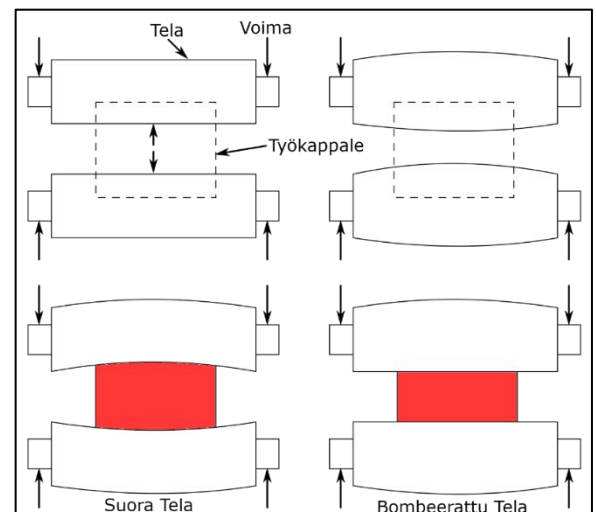 Tela
Voima
Työkappale
Suora Tela
Bombeerattu Tela